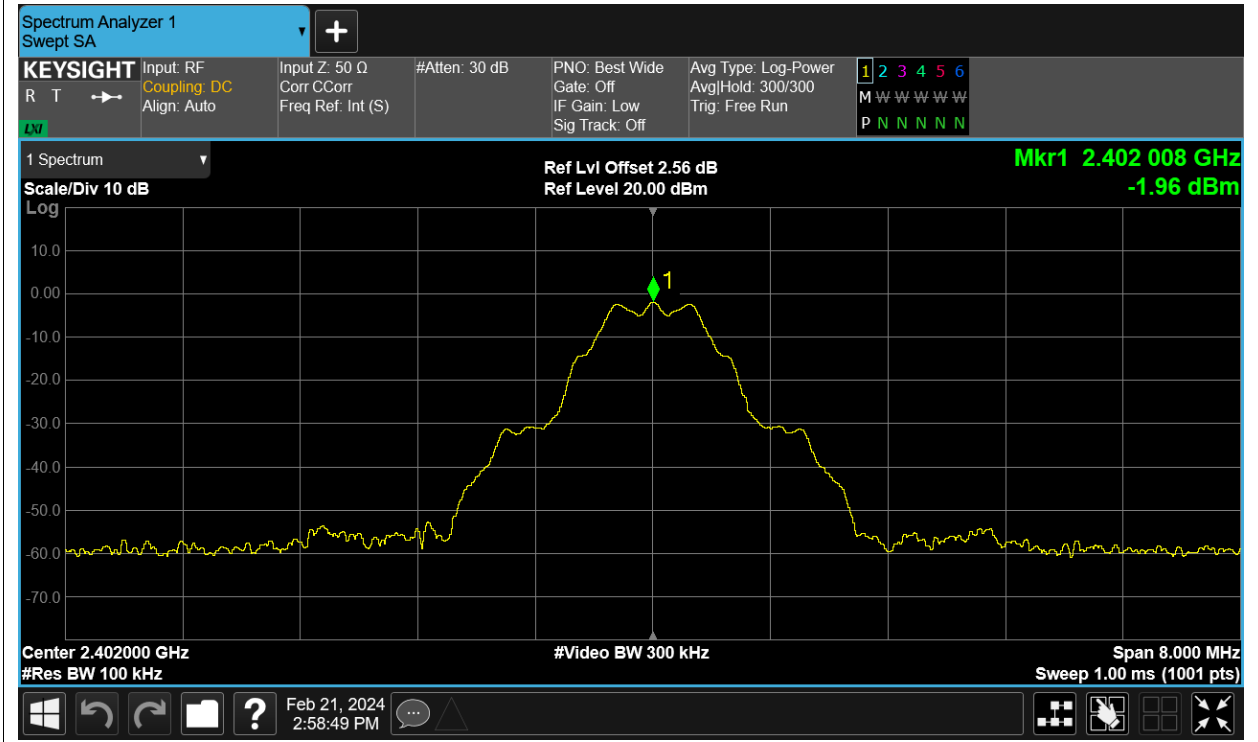 Spectrum Analyzer 1
Swept SA
KEYSIGHT
R T
LXI
Input: RF
Coupling: DC
Align: Auto
Input Z: 50 Ω
Corr CCorr
Freq Ref: Int (S)
#Atten: 30 dB
PNO: Best Wide
Gate: Off
IF Gain: Low
Sig Track: Off
Avg Type: Log-Power
Avg|Hold: 300/300
Trig: Free Run
1 2 3 4 5 6
M W W W W W
P N N N N N
1 Spectrum
Scale/Div 10 dB
Log
Ref Lvl Offset 2.56 dB
Ref Level 20.00 dBm
Mkr1 2.402 008 GHz
-1.96 dBm
1
10.0
0.00
-10.0
-20.0
-30.0
-40.0
-50.0
-60.0
-70.0
Center 2.402000 GHz
#Res BW 100 kHz
#Video BW 300 kHz
Span 8.000 MHz
Sweep 1.00 ms (1001 pts)
?
Feb 21, 2024
2:58:49 PM